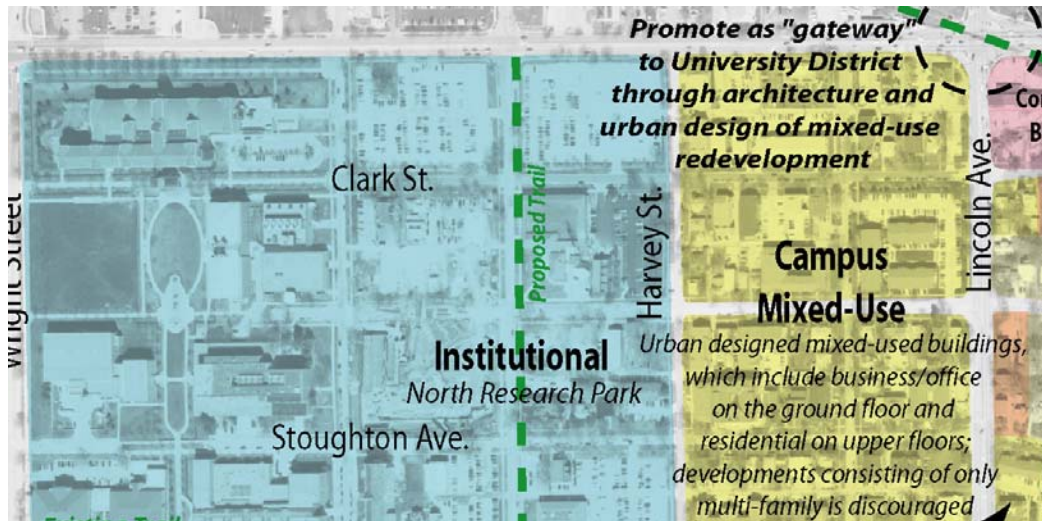 Promote as "gateway"
to University District
through architecture and
urban design of mixed-use
redevelopment
Clark St.
Proposed Trail
Harvey St.
Lincoln Ave.
Wright Street
Campus
Mixed-Use
Urban designed mixed-used buildings,
which include business/office
on the ground floor and
residential on upper floors;
developments consisting of only
multi-family is discouraged
Institutional
North Research Park
Stoughton Ave.